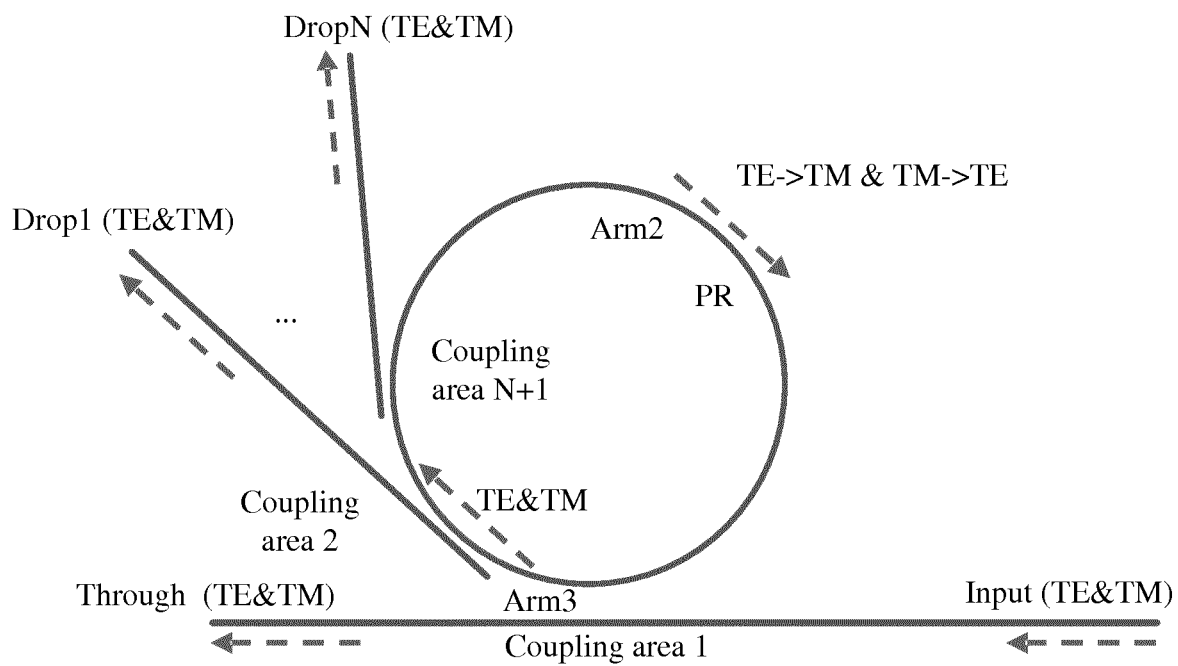 DropN (TE&TM)
TE->TM & TM->TE
Drop1 (TE&TM)
Arm2
PR
...
Coupling
area N+1
TE&TM
Coupling
area 2
Through (TE&TM)
Arm3
Input (TE&TM)
Coupling area 1